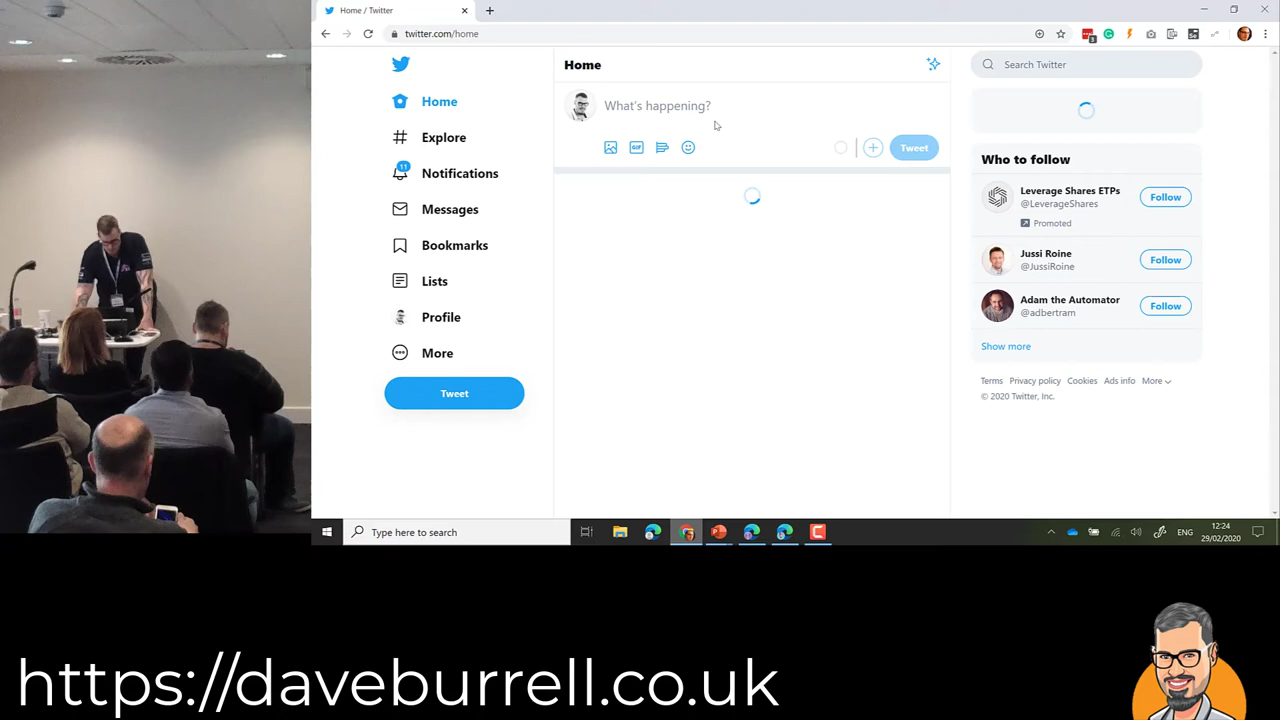 Home / Twitter
twitter.com/home
3
Home
What's happening?
GIF
Tweet
Home
Explore
11
Notifications
Messages
Bookmarks
Lists
Profile
More
Tweet
Search Twitter
Who to follow
Leverage Shares ETPs
@LeverageShares
Promoted
Follow
Jussi Roine
@JussiRoine
Follow
Adam the Automator
@adbertram
Follow
Show more
Terms Privacy policy Cookies Ads info More
© 2020 Twitter, Inc.
Type here to search
ENG
12:24
29/02/2020
https://daveburrell.co.uk